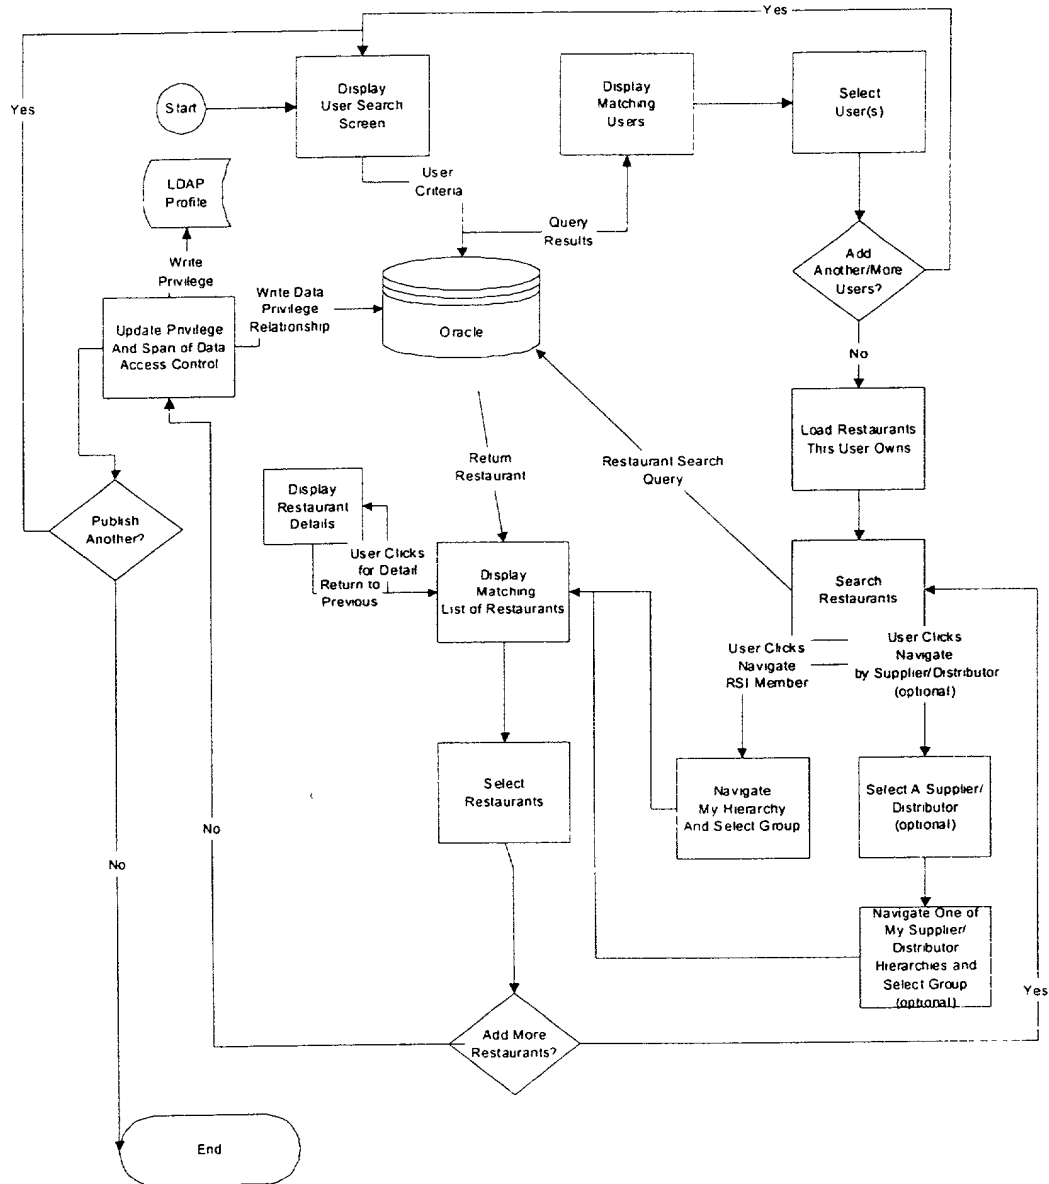 Yes
Yes
Start
Display
User Search
Screen
Display
Matching
Users
Select
User(s)
LDAP
Profile
User
Criteria
Query
Results
Add
Another/More
Users?
Write
Privilege
Write Data
Privilege
Relationship
Oracle
Update Privilege
And Span of Data
Access Control
No
Load Restaurants
This User Owns
Return
Restaurant
Restaurant Search
Query
Display
Restaurant
Details
Publish
Another?
User Clicks
for Detail
Return to
Previous
Display
Matching
List of Restaurants
Search
Restaurants
User Clicks
Navigate
RSI Member
User Clicks
Navigate
by Supplier/Distributor
(optional)
Select
Restaurants
Navigate
My Hierarchy
And Select Group
Select A Supplier/
Distributor
(optional)
No
No
Navigate One of
My Supplier/
Distributor
Hierarchies and
Select Group
(optional)
Yes
Add More
Restaurants?
End